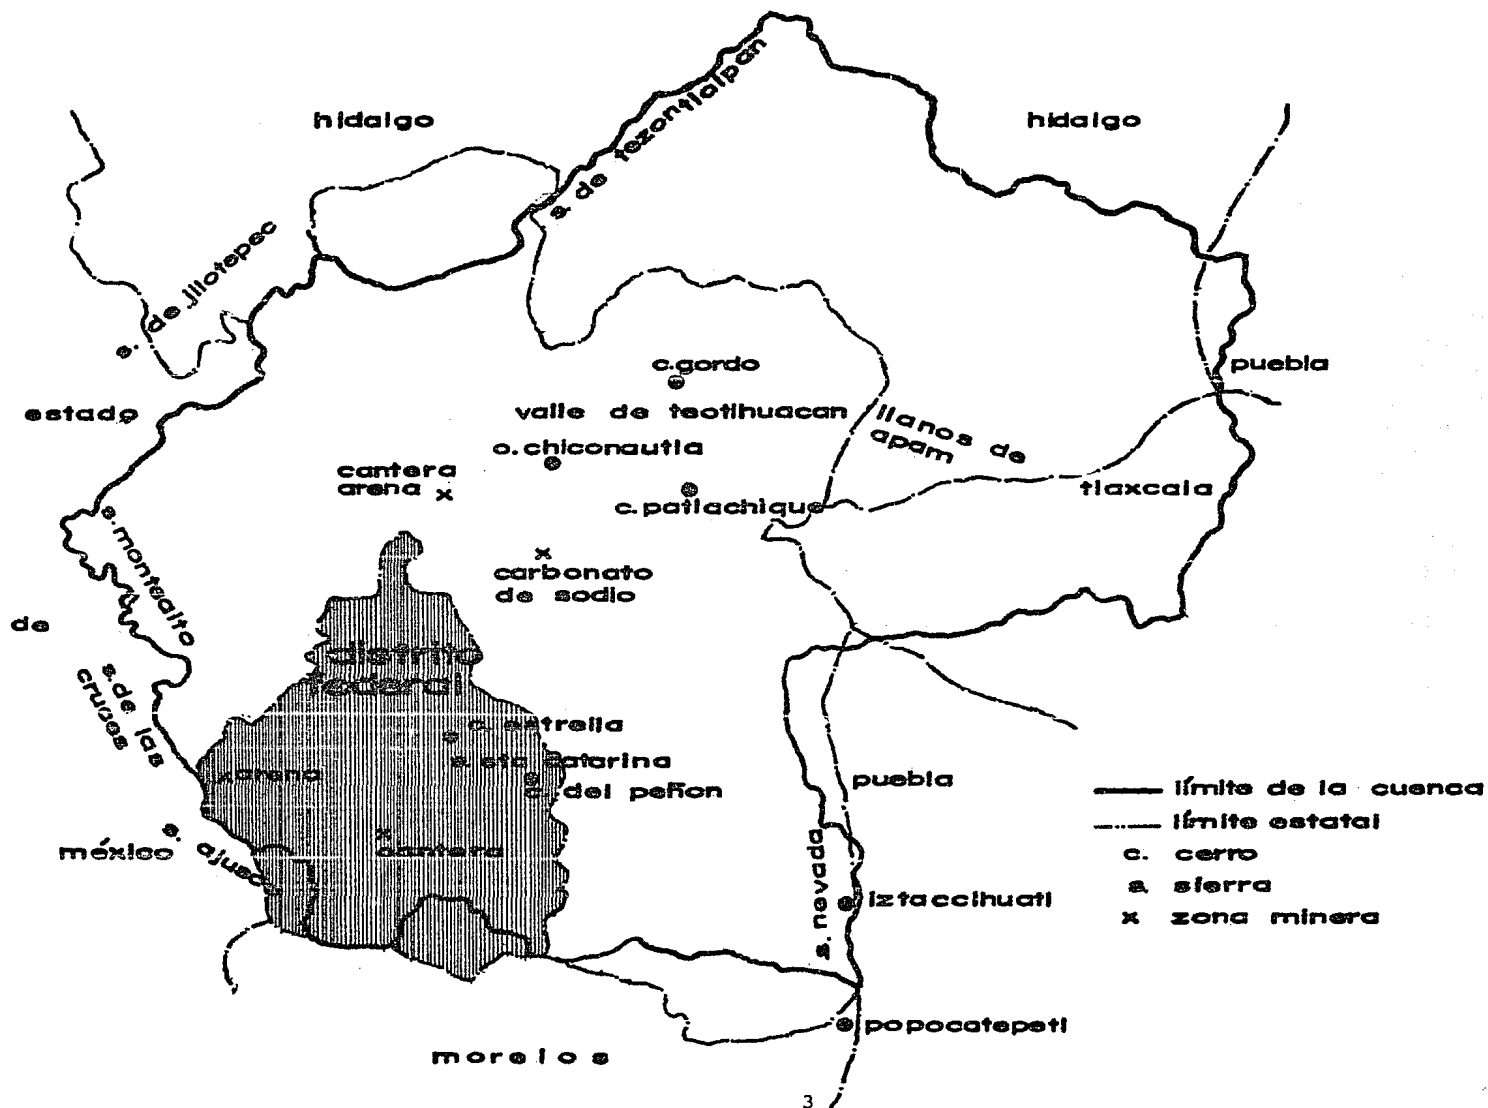 hidalgo
hidalgo
s. de tezontlalpan
s. de jilotepec
c. gordo
puebla
estado
valle de teotihuacan
llanos de
apam
c. chiconautla
cantera
arena x
tlaxcala
c. patlachique
s. montealto
x
carbonato
de sodio
de
distrito
federal
s. de las
cruces
c. estrella
s. sta catarina
x arena
c. del peñon
puebla
límite de la cuenca
límite estatal
méxico
s. ajusco
x
cantera
c. cerro
s sierra
x zona minera
s. nevada
iztaccihuatl
popocatepetl
morelos
3